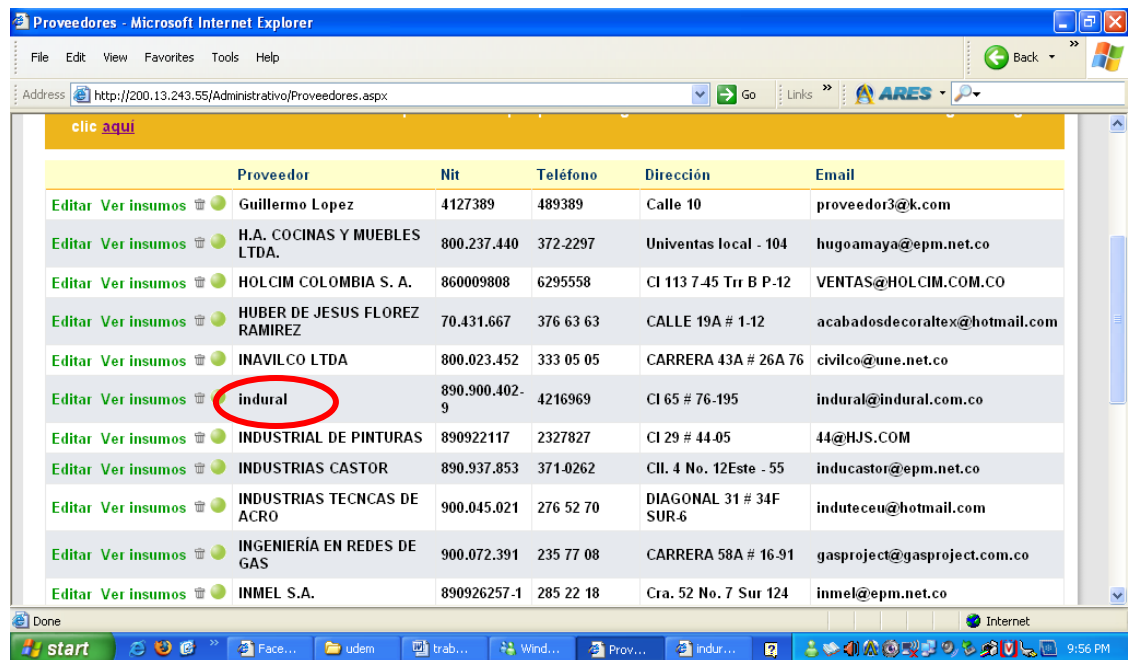 Proveedores - Microsoft Internet Explorer
File Edit View Favorites Tools Help
Back
Address http://200.13.243.55/Administrativo/Proveedores.aspx Go Links ARES
clic aquí
Proveedor Nit Teléfono Dirección Email
Editar Ver insumos Guillermo Lopez 4127389 489389 Calle 10 proveedor3@k.com
Editar Ver insumos H.A. COCINAS Y MUEBLES LTDA. 800.237.440 372-2297 Univentas local - 104 hugoamaya@epm.net.co
Editar Ver insumos HOLCIM COLOMBIA S. A. 860009808 6295558 Cl 113 7-45 Trr B P-12 VENTAS@HOLCIM.COM.CO
Editar Ver insumos HUBER DE JESUS FLOREZ RAMIREZ 70.431.667 376 63 63 CALLE 19A # 1-12 acabadosdecoraltex@hotmail.com
Editar Ver insumos INAVILCO LTDA 800.023.452 333 05 05 CARRERA 43A # 26A 76 civilco@une.net.co
Editar Ver insumos indural 890.900.402-9 4216969 Cl 65 # 76-195 indural@indural.com.co
Editar Ver insumos INDUSTRIAL DE PINTURAS 890922117 2327827 Cl 29 # 44-05 44@HJS.COM
Editar Ver insumos INDUSTRIAS CASTOR 890.937.853 371-0262 Cll. 4 No. 12Este - 55 inducastor@epm.net.co
Editar Ver insumos INDUSTRIAS TECNCAS DE ACRO 900.045.021 276 52 70 DIAGONAL 31 # 34F SUR-6 induteceu@hotmail.com
Editar Ver insumos INGENIERÍA EN REDES DE GAS 900.072.391 235 77 08 CARRERA 58A # 16-91 gasproject@gasproject.com.co
Editar Ver insumos INMEL S.A. 890926257-1 285 22 18 Cra. 52 No. 7 Sur 124 inmel@epm.net.co
Done Internet
start Face... udem trab... Wind... Prov... indur... 9:56 PM